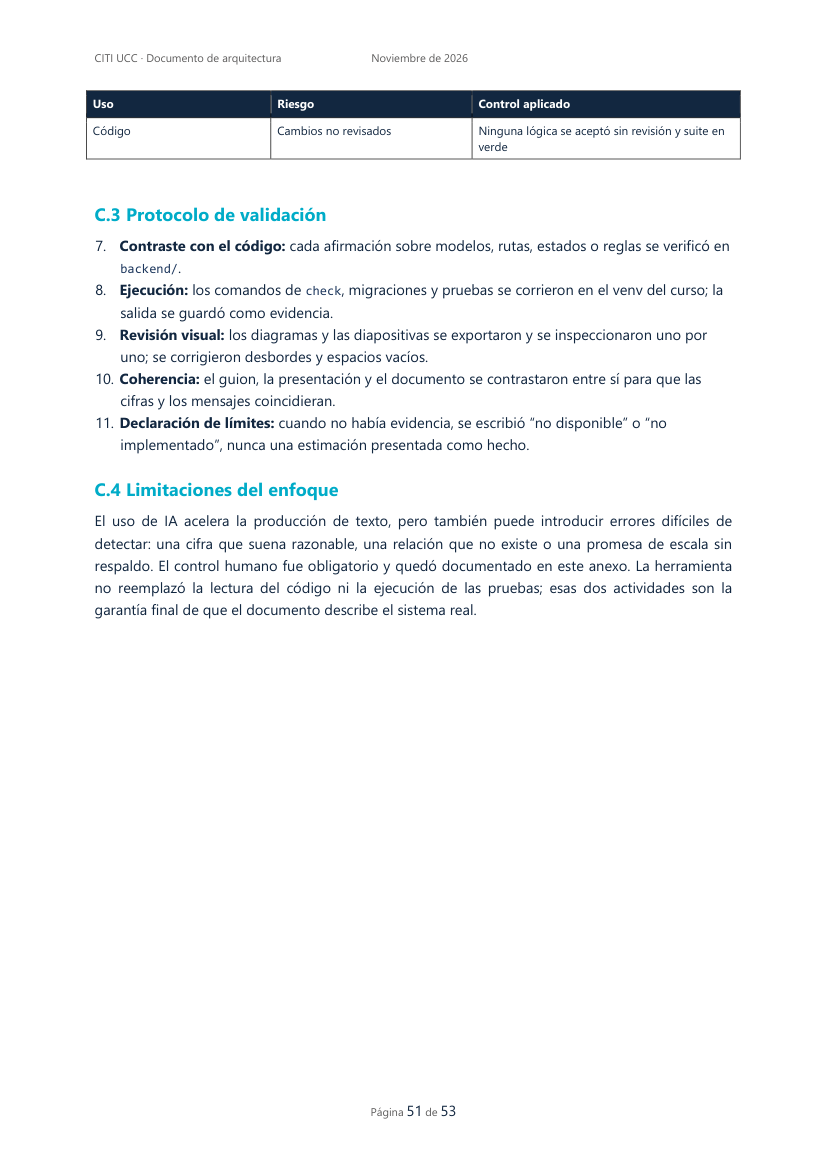 CITI UCC · Documento de arquitectura Noviembre de 2026
Uso Riesgo Control aplicado
Código Cambios no revisados Ninguna lógica se aceptó sin revisión y suite en
verde
C.3 Protocolo de validación
7. Contraste con el código: cada afirmación sobre modelos, rutas, estados o reglas se verificó en
backend/.
8. Ejecución: los comandos de check, migraciones y pruebas se corrieron en el venv del curso; la
salida se guardó como evidencia.
9. Revisión visual: los diagramas y las diapositivas se exportaron y se inspeccionaron uno por
uno; se corrigieron desbordes y espacios vacíos.
10. Coherencia: el guion, la presentación y el documento se contrastaron entre sí para que las
cifras y los mensajes coincidieran.
11. Declaración de límites: cuando no había evidencia, se escribió “no disponible” o “no
implementado”, nunca una estimación presentada como hecho.
C.4 Limitaciones del enfoque
El uso de IA acelera la producción de texto, pero también puede introducir errores difíciles de
detectar: una cifra que suena razonable, una relación que no existe o una promesa de escala sin
respaldo. El control humano fue obligatorio y quedó documentado en este anexo. La herramienta
no reemplazó la lectura del código ni la ejecución de las pruebas; esas dos actividades son la
garantía final de que el documento describe el sistema real.
Página 51 de 53